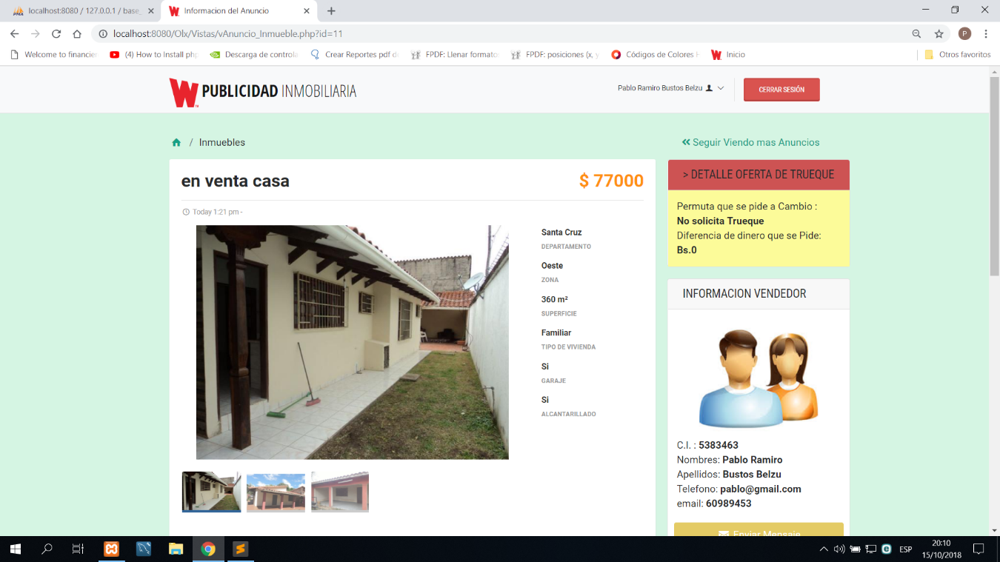 localhost:8080 / 127.0.0.1 / base_
Informacion del Anuncio
localhost:8080/Olx/Vistas/vAnuncio_Inmueble.php?id=11
P
Welcome to financier
(4) How to Install php
Descarga de controla
Crear Reportes pdf d
FPDF: Llenar formato
FPDF: posiciones (x, y
Códigos de Colores H
Inicio
Otros favoritos
PUBLICIDAD INMOBILIARIA
Pablo Ramiro Bustos Belzu
CERRAR SESIÓN
/ Inmuebles
Seguir Viendo mas Anuncios
en venta casa
$ 77000
Today 1:21 pm -
Santa Cruz
DEPARTAMENTO
Oeste
ZONA
360 m²
SUPERFICIE
Familiar
TIPO DE VIVIENDA
Si
GARAJE
Si
ALCANTARILLADO
> DETALLE OFERTA DE TRUEQUE
Permuta que se pide a Cambio :
No solicita Trueque
Diferencia de dinero que se Pide:
Bs.0
INFORMACION VENDEDOR
C.I. : 5383463
Nombres: Pablo Ramiro
Apellidos: Bustos Belzu
Telefono: pablo@gmail.com
email: 60989453
Enviar Mensaje
ESP
20:10
15/10/2018